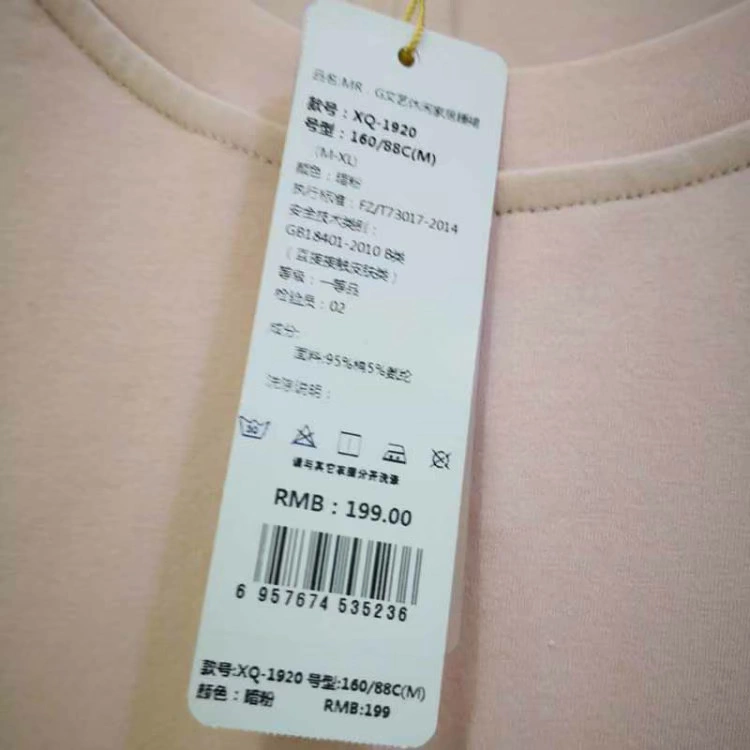 品名:MR . G文艺休闲家居睡裙
款号：XQ-1920
号型：160/88C(M)
(M-XL)
颜色：暗粉
执行标准：FZ/T73017-2014
安全技术类别：
GB18401-2010 B类
（直接接触皮肤类）
等级：一等品
检验员：02
成分:
面料:95%棉5%氨纶
洗涤说明：
30
请与其它衣服分开洗涤
RMB：199.00
6 957674 535236
款号:XQ-1920 号型:160/88C(M)
颜色：暗粉 RMB:199